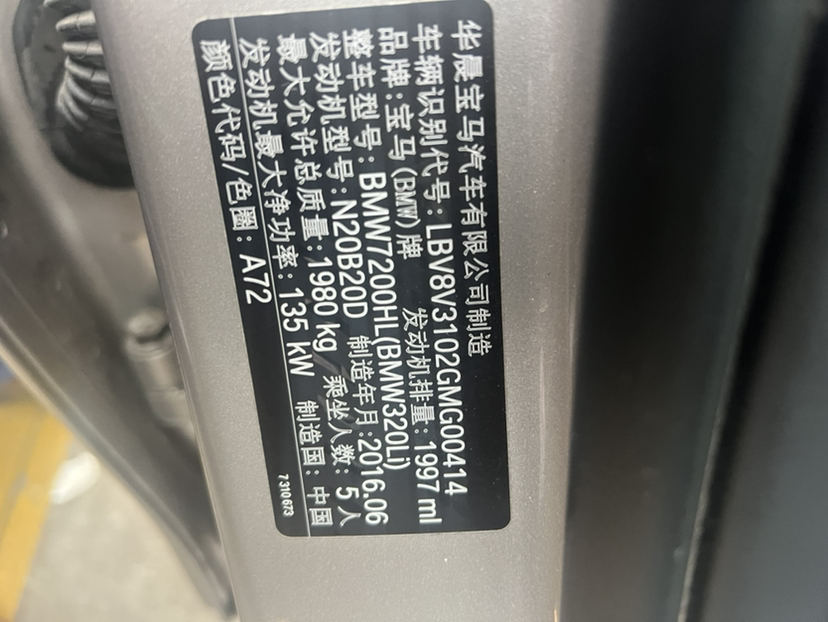 华晨宝马汽车有限公司制造
车辆识别代号: LBV8V3102GMG00414
品牌: 宝马(BMW)牌 发动机排量: 1997 ml
整车型号: BMW7200HL(BMW320Li)
发动机型号: N20B20D 制造年月: 2016.06
最大允许总质量: 1980 kg 乘坐人数: 5人
发动机最大净功率: 135 kW 制造国: 中国
颜色代码/色圈: A72
7 310 673